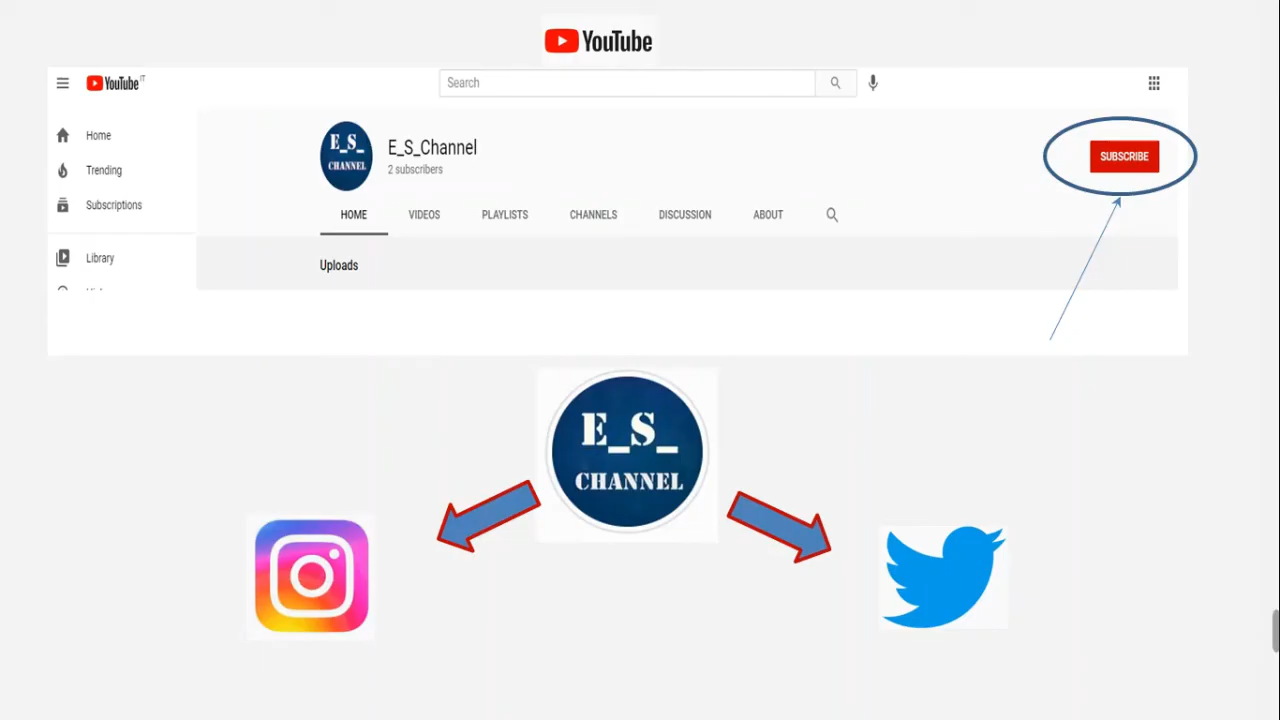 YouTube
YouTube IT
Search
Home
E_S_
CHANNEL
E_S_Channel
2 subscribers
SUBSCRIBE
Trending
Subscriptions
HOME VIDEOS PLAYLISTS CHANNELS DISCUSSION ABOUT
Library
Uploads
E_S_
CHANNEL